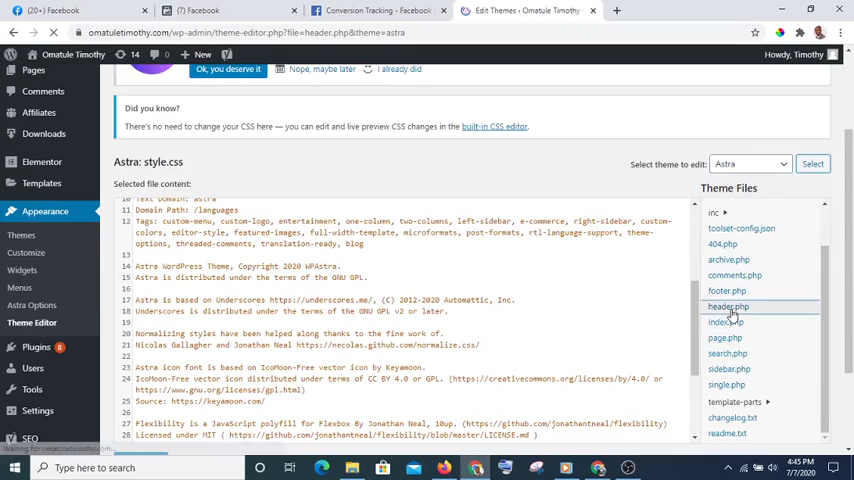 (20+) Facebook
(7) Facebook
Conversion Tracking - Facebook
Edit Themes ‹ Omatule Timothy
omatuletimothy.com/wp-admin/theme-editor.php?file=header.php&theme=astra
Omatule Timothy
14
0
+ New
Howdy, Timothy
Pages
Comments
Affiliates
Downloads
Elementor
Templates
Appearance
Themes
Customize
Widgets
Menus
Astra Options
Theme Editor
Plugins 8
Users
Tools
Settings
SEO
Ok, you deserve it
Nope, maybe later
I already did
Did you know?
There's no need to change your CSS here — you can edit and live preview CSS changes in the built-in CSS editor.
Astra: style.css
Select theme to edit:
Astra
Select
Selected file content:
10 Text Domain: astra
11 Domain Path: /languages
12 Tags: custom-menu, custom-logo, entertainment, one-column, two-columns, left-sidebar, e-commerce, right-sidebar, custom-
colors, editor-style, featured-images, full-width-template, microformats, post-formats, rtl-language-support, theme-
options, threaded-comments, translation-ready, blog
13
14 Astra WordPress Theme, Copyright 2020 WPAstra.
15 Astra is distributed under the terms of the GNU GPL.
16
17 Astra is based on Underscores https://underscores.me/, (C) 2012-2020 Automattic, Inc.
18 Underscores is distributed under the terms of the GNU GPL v2 or later.
19
20 Normalizing styles have been helped along thanks to the fine work of.
21 Nicolas Gallagher and Jonathan Neal https://necolas.github.com/normalize.css/
22
23 Astra icon font is based on IcoMoon-Free vector icon by Keyamoon.
24 IcoMoon-Free vector icon distributed under terms of CC BY 4.0 or GPL. (https://creativecommons.org/licenses/by/4.0/ or
https://www.gnu.org/licenses/gpl.html)
25 Source: https://keyamoon.com/
26
27 Flexibility is a JavaScript polyfill for Flexbox By Jonathan Neal, 10up. (https://github.com/jonathantneal/flexibility)
28 Licensed under MIT ( https://github.com/jonathantneal/flexibility/blob/master/LICENSE.md )
Theme Files
inc
toolset-config.json
404.php
archive.php
comments.php
footer.php
header.php
index.php
page.php
search.php
sidebar.php
single.php
template-parts
changelog.txt
readme.txt
Type here to search
4:45 PM
7/7/2020